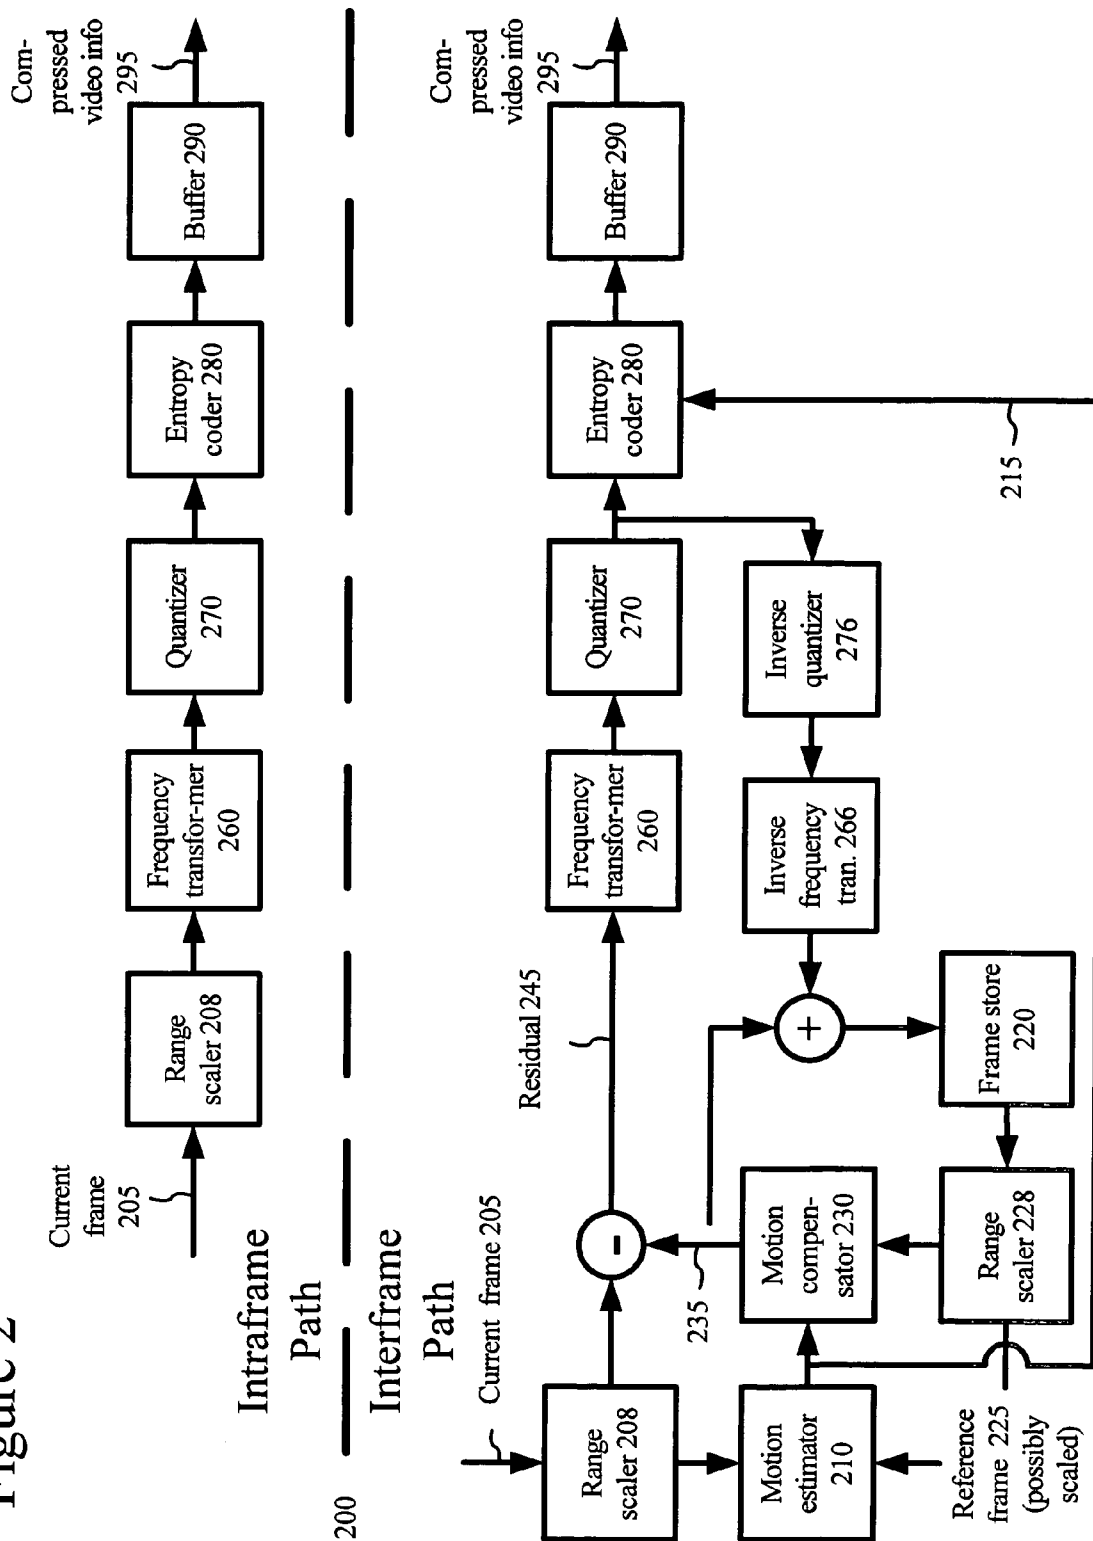 Figure 2
Current
frame
205
Range
scaler 208
Frequency
transfor-mer
260
Quantizer
270
Entropy
coder 280
Buffer 290
Com-
pressed
video info
295
Intraframe
Path
200
Interframe
Path
Current frame 205
Range
scaler 208
Residual 245
Frequency
transfor-mer
260
Quantizer
270
Entropy
coder 280
Buffer 290
Com-
pressed
video info
295
-
235
Motion
estimator
210
Motion
compen-
sator 230
+
Inverse
frequency
tran. 266
Inverse
quantizer
276
215
Reference
frame 225
(possibly
scaled)
Range
scaler 228
Frame store
220